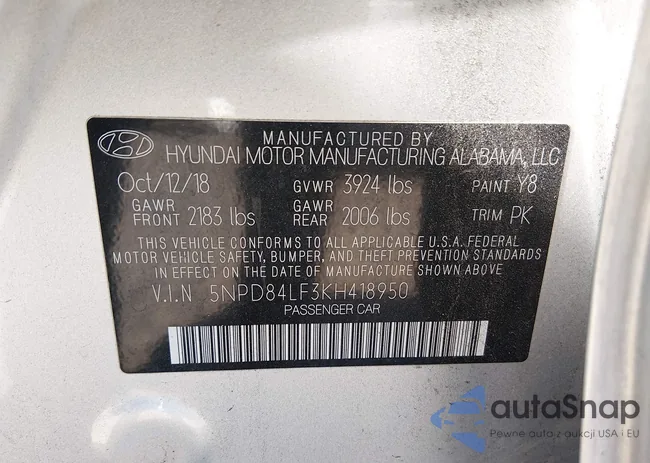 MANUFACTURED BY
HYUNDAI MOTOR MANUFACTURING ALABAMA, LLC
Oct/12/18 GVWR 3924 lbs PAINT Y8
GAWR FRONT 2183 lbs GAWR REAR 2006 lbs TRIM PK
THIS VEHICLE CONFORMS TO ALL APPLICABLE U.S.A. FEDERAL
MOTOR VEHICLE SAFETY, BUMPER, AND THEFT PREVENTION STANDARDS
IN EFFECT ON THE DATE OF MANUFACTURE SHOWN ABOVE.
V.I.N 5NPD84LF3KH418950
PASSENGER CAR
autaSnap
Pewne auto z aukcji USA i EU